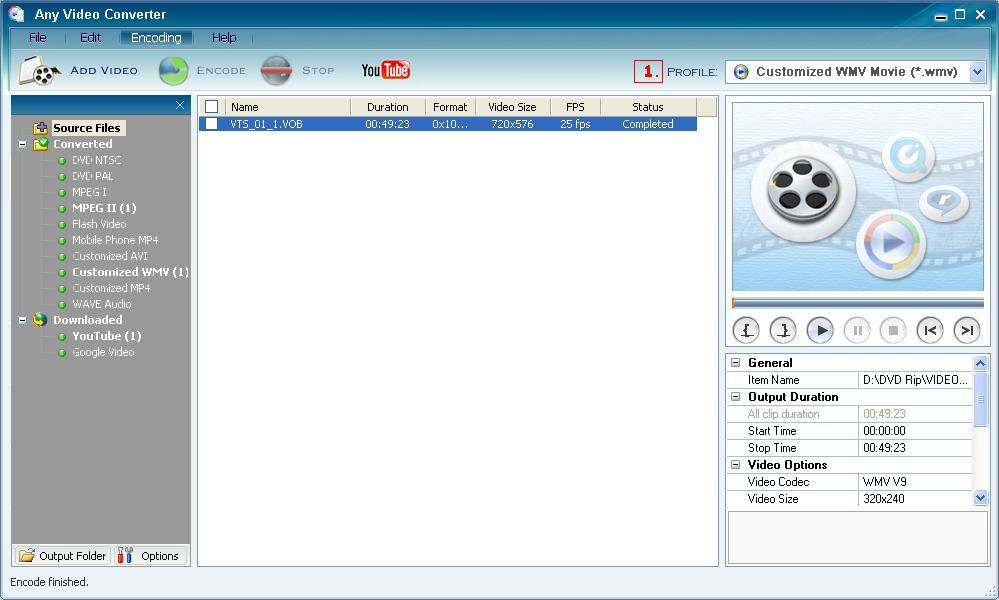 Any Video Converter
File Edit Encoding Help
ADD VIDEO ENCODE STOP You Tube 1. PROFILE: Customized WMV Movie (*.wmv)
Source Files
Converted
DVD NTSC
DVD PAL
MPEG I
MPEG II (1)
Flash Video
Mobile Phone MP4
Customized AVI
Customized WMV (1)
Customized MP4
WAVE Audio
Downloaded
YouTube (1)
Google Video
Output Folder Options
Name Duration Format Video Size FPS Status
VTS_01_1.VOB 00:49:23 0x10... 720x576 25 fps Completed
General
Item Name D:\DVD Rip\VIDEO...
Output Duration
All clip duration 00:49:23
Start Time 00:00:00
Stop Time 00:49:23
Video Options
Video Codec WMV V9
Video Size 320x240
Encode finished.